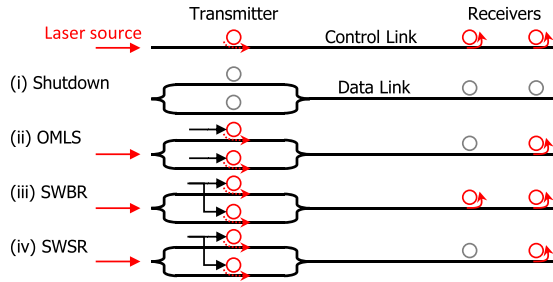 Transmitter Receivers
Laser source
Control Link
(i) Shutdown
Data Link
(ii) OMLS
(iii) SWBR
(iv) SWSR